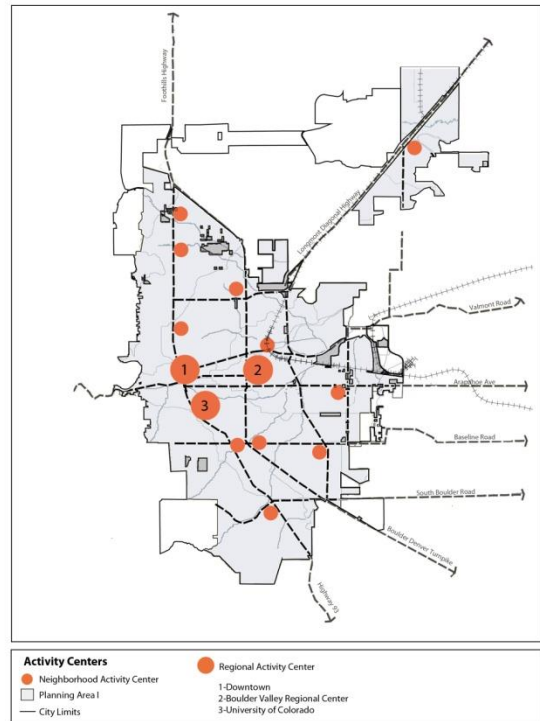 Foothills Highway
Longmont Diagonal Highway
Valmont Road
1
2
Arapahoe Ave
3
Baseline Road
South Boulder Road
Boulder Denver Turnpike
Highway 93
Activity Centers
Neighborhood Activity Center
Planning Area I
City Limits
Regional Activity Center
1-Downtown
2-Boulder Valley Regional Center
3-University of Colorado